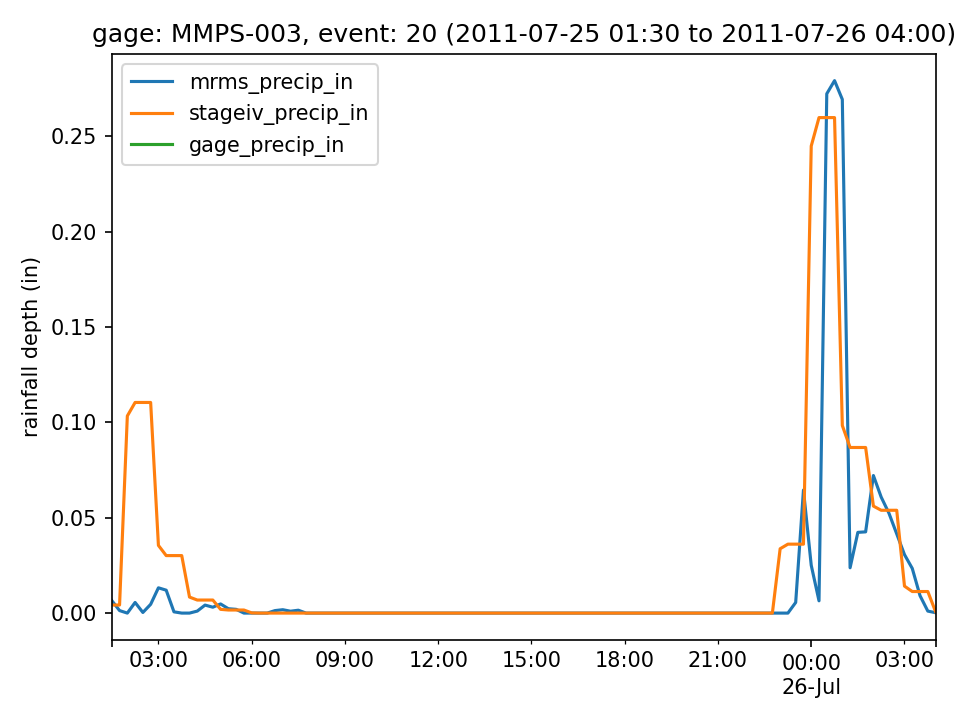 gage: MMPS-003, event: 20 (2011-07-25 01:30 to 2011-07-26 04:00)
mrms_precip_in
stageiv_precip_in
gage_precip_in
rainfall depth (in)
0.25
0.20
0.15
0.10
0.05
0.00
03:00 06:00 09:00 12:00 15:00 18:00 21:00 00:00 03:00
26-Jul